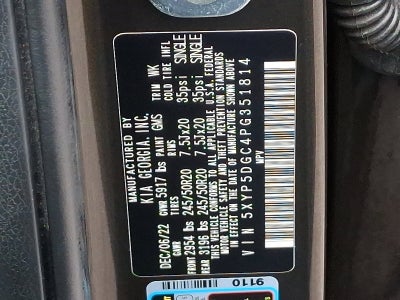 MANUFACTURED BY
KIA GEORGIA, INC.
DEC/06/22 PAINT GMS TRIM WK
GVWR 5917 lbs
GAWR TIRES RIMS COLD TIRE INFL
FRONT 2954 lbs 245/50R20 7.5Jx20 35psi SINGLE
REAR 3196 lbs 245/50R20 7.5Jx20 35psi SINGLE
THIS VEHICLE CONFORMS TO ALL APPLICABLE U.S.A. FEDERAL
MOTOR VEHICLE SAFETY AND THEFT PREVENTION STANDARDS
IN EFFECT ON THE DATE OF MANUFACTURE SHOWN ABOVE.
VIN 5XYP5DGC4PG351814
MPV
9110